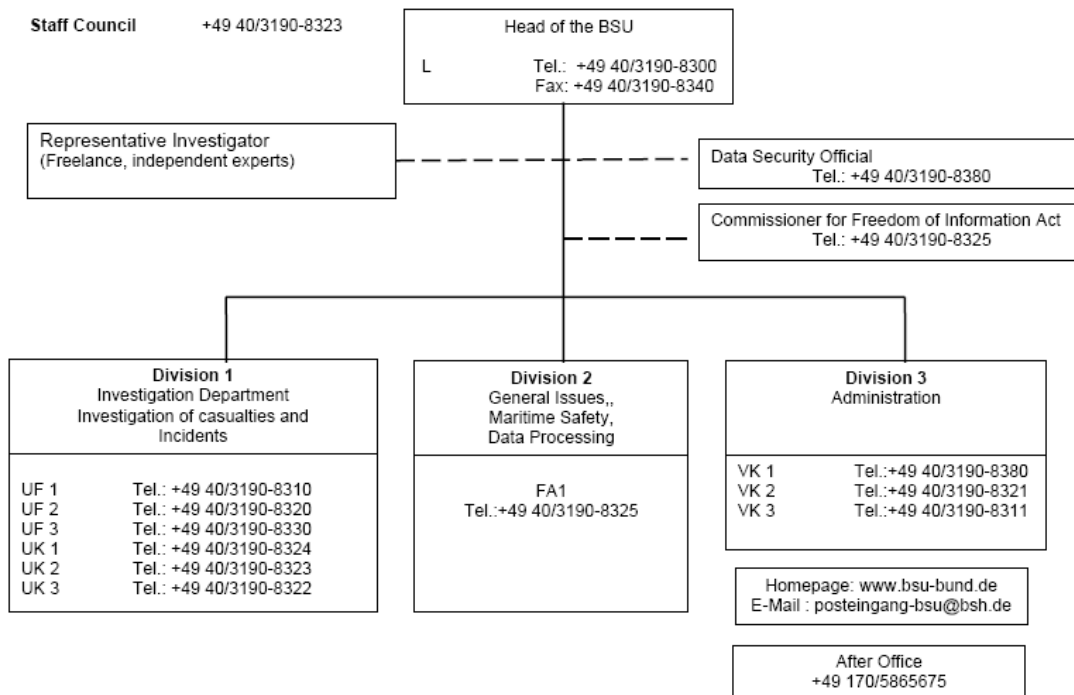 Staff Council +49 40/3190-8323
Head of the BSU
L Tel.: +49 40/3190-8300
Fax: +49 40/3190-8340
Representative Investigator
(Freelance, independent experts)
Data Security Official
Tel.: +49 40/3190-8380
Commissioner for Freedom of Information Act
Tel.: +49 40/3190-8325
Division 1
Investigation Department
Investigation of casualties and
Incidents
UF 1 Tel.: +49 40/3190-8310
UF 2 Tel.: +49 40/3190-8320
UF 3 Tel.: +49 40/3190-8330
UK 1 Tel.: +49 40/3190-8324
UK 2 Tel.: +49 40/3190-8323
UK 3 Tel.: +49 40/3190-8322
Division 2
General Issues,,
Maritime Safety,
Data Processing
FA1
Tel.:+49 40/3190-8325
Division 3
Administration
VK 1 Tel.:+49 40/3190-8380
VK 2 Tel.:+49 40/3190-8321
VK 3 Tel.:+49 40/3190-8311
Homepage: www.bsu-bund.de
E-Mail : posteingang-bsu@bsh.de
After Office
+49 170/5865675